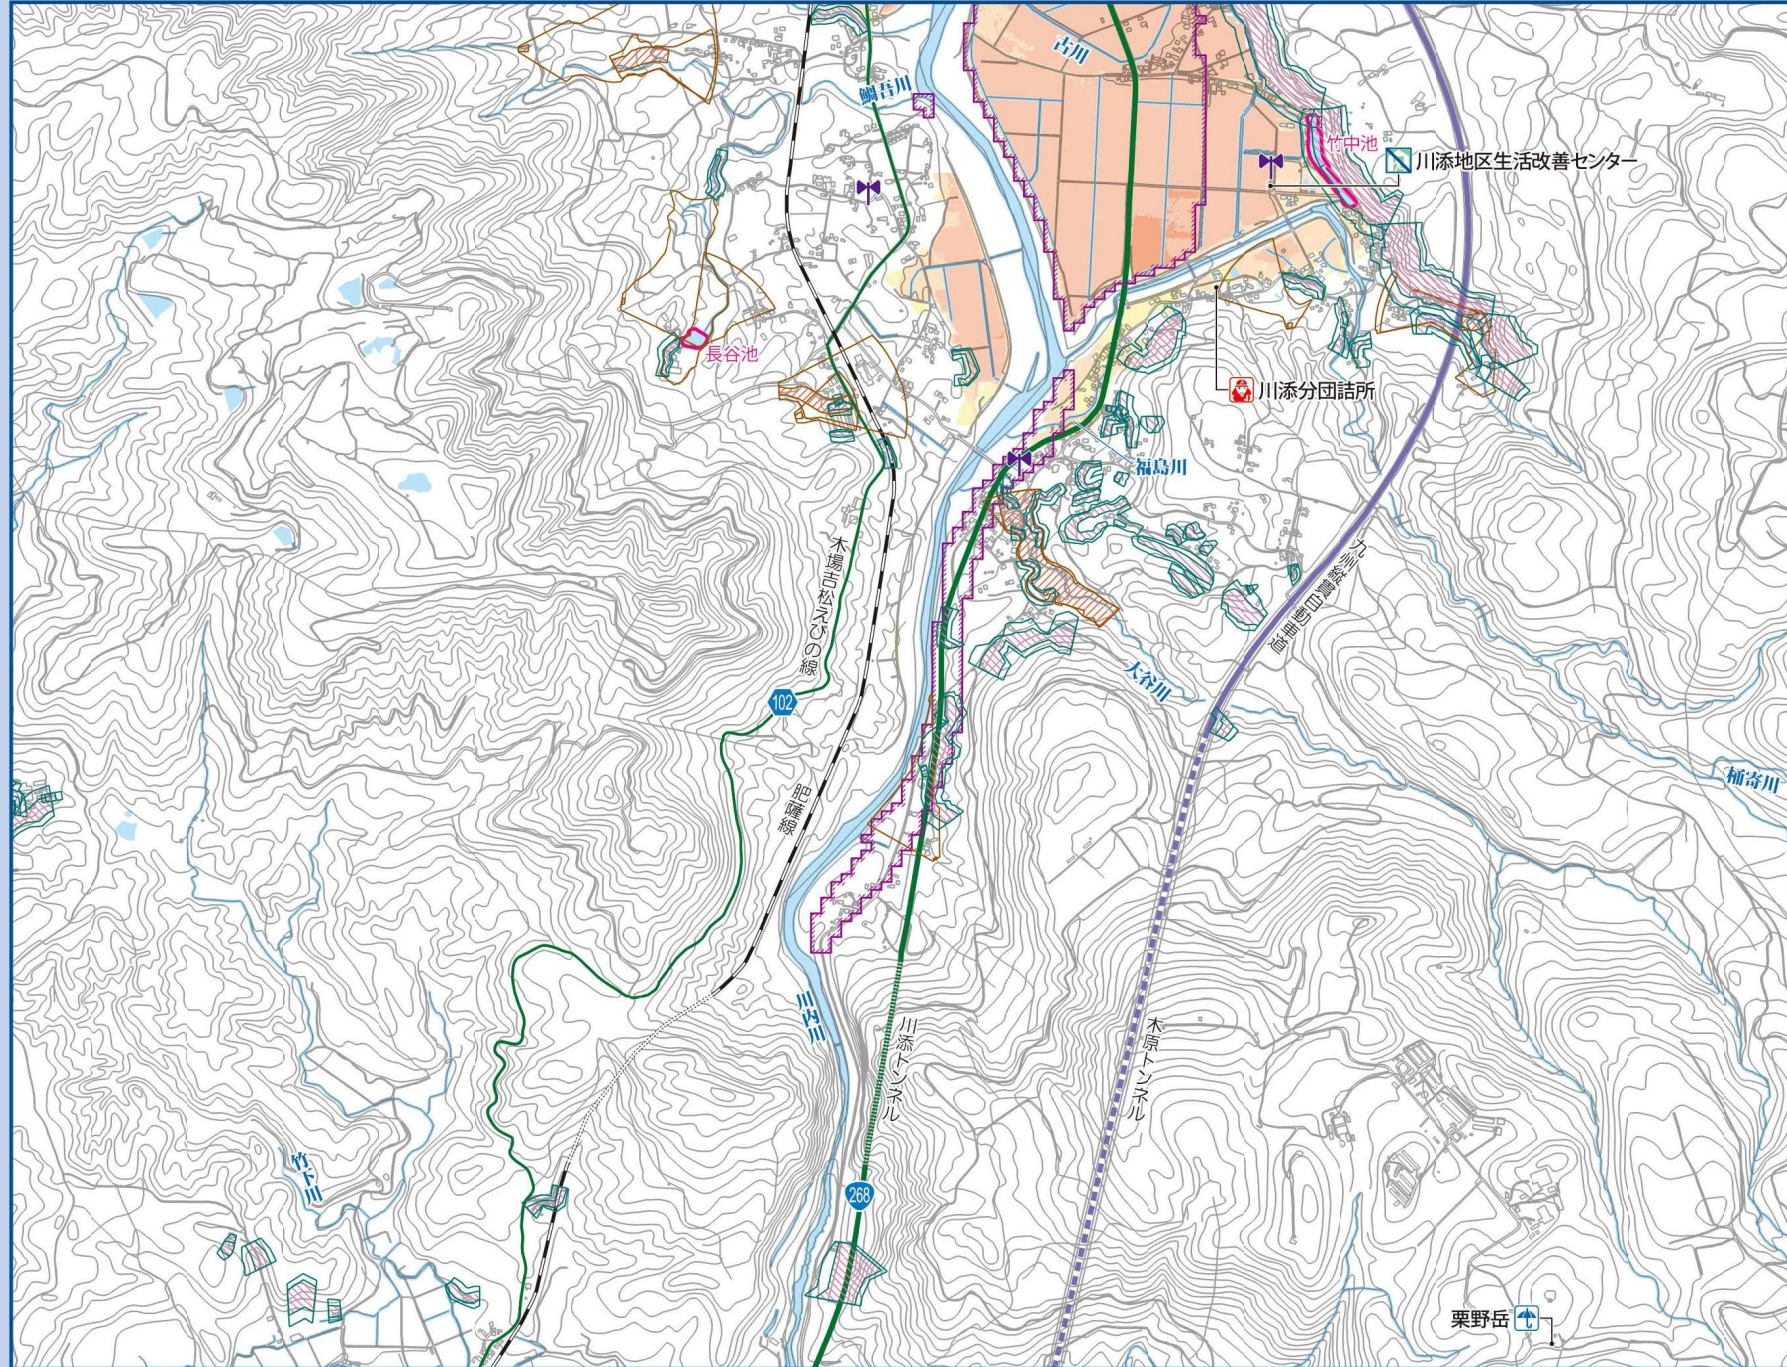 古川
鯛吾川
竹中池
川添地区生活改善センター
長谷池
川添分団詰所
福島川
木場吉松えびの線
九州縦貫自動車道
大谷川
102
桶寄川
肥薩線
川内川
川添トンネル
木原トンネル
竹下川
268
栗野岳